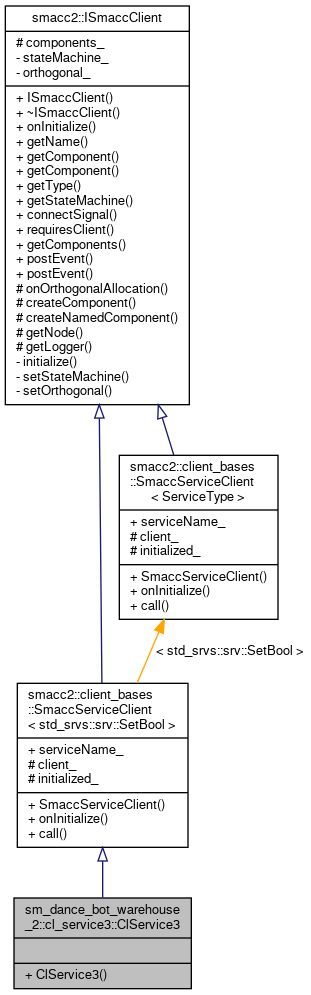 smacc2::ISmaccClient
# components_
- stateMachine_
- orthogonal_
+ ISmaccClient()
+ ~ISmaccClient()
+ onInitialize()
+ getName()
+ getComponent()
+ getComponent()
+ getType()
+ getStateMachine()
+ connectSignal()
+ requiresClient()
+ getComponents()
+ postEvent()
+ postEvent()
# onOrthogonalAllocation()
# createComponent()
# createNamedComponent()
# getNode()
# getLogger()
- initialize()
- setStateMachine()
- setOrthogonal()
smacc2::client_bases
::SmaccServiceClient
< ServiceType >
+ serviceName_
# client_
# initialized_
+ SmaccServiceClient()
+ onInitialize()
+ call()
< std_srvs::srv::SetBool >
smacc2::client_bases
::SmaccServiceClient
< std_srvs::srv::SetBool >
+ serviceName_
# client_
# initialized_
+ SmaccServiceClient()
+ onInitialize()
+ call()
sm_dance_bot_warehouse
_2::cl_service3::ClService3
+ ClService3()